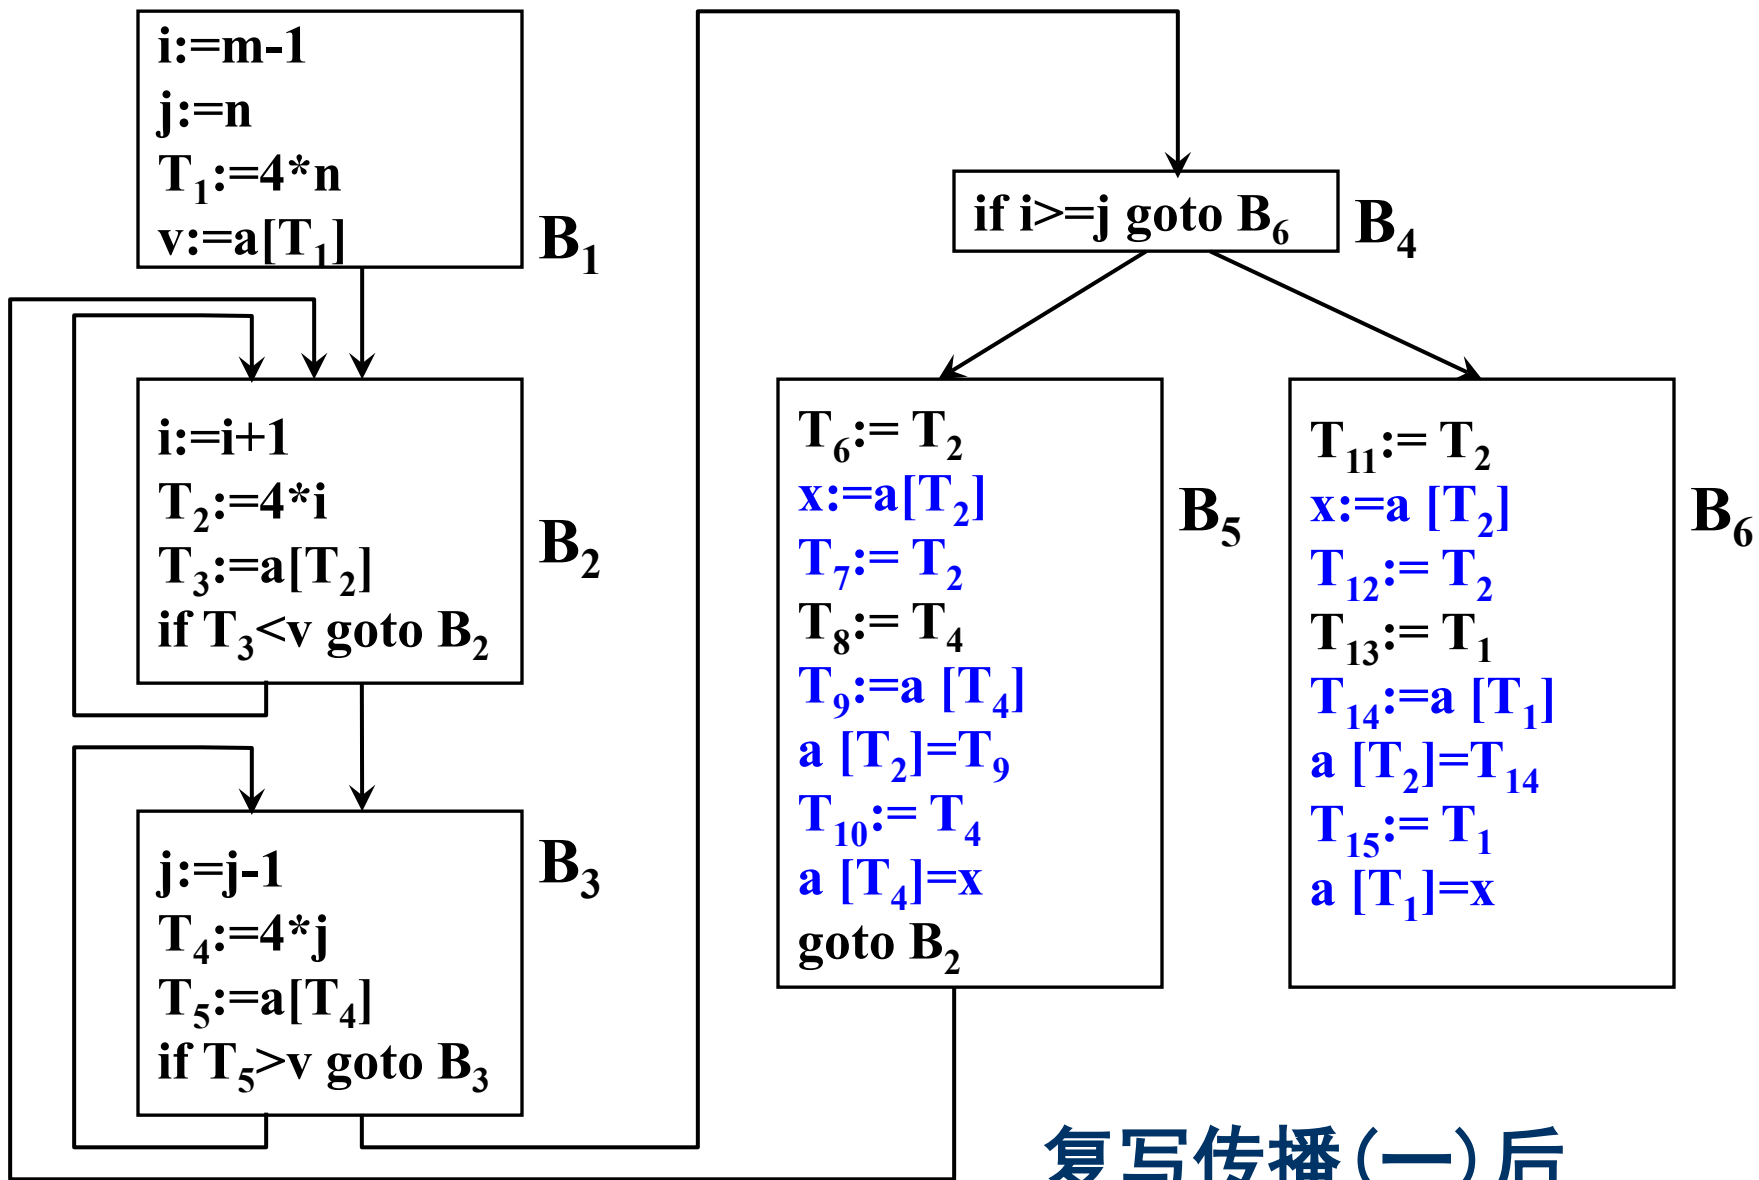 i:=m-1
j:=n
T₁:=4*n
v:=a[T₁]
B₁
i:=i+1
T₂:=4*i
T₃:=a[T₂]
if T₃<v goto B₂
B₂
j:=j-1
T₄:=4*j
T₅:=a[T₄]
if T₅>v goto B₃
B₃
if i>=j goto B₆
B₄
T₆:= T₂
x:=a[T₂]
T₇:= T₂
T₈:= T₄
T₉:=a [T₄]
a [T₂]=T₉
T₁₀:= T₄
a [T₄]=x
goto B₂
B₅
T₁₁:= T₂
x:=a [T₂]
T₁₂:= T₂
T₁₃:= T₁
T₁₄:=a [T₁]
a [T₂]=T₁₄
T₁₅:= T₁
a [T₁]=x
B₆
复写传播(一)后